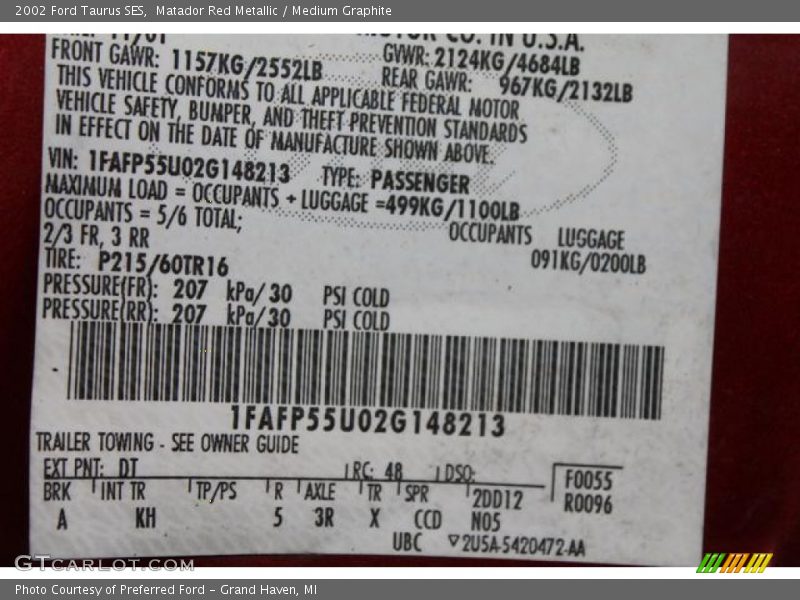 2002 Ford Taurus SES, Matador Red Metallic / Medium Graphite
11/01 MOTOR CO. IN U.S.A.
FRONT GAWR: 1157KG/2552LB GVWR: 2124KG/4684LB
REAR GAWR: 967KG/2132LB
THIS VEHICLE CONFORMS TO ALL APPLICABLE FEDERAL MOTOR
VEHICLE SAFETY, BUMPER, AND THEFT PREVENTION STANDARDS
IN EFFECT ON THE DATE OF MANUFACTURE SHOWN ABOVE.
VIN: 1FAFP55U02G148213 TYPE: PASSENGER
MAXIMUM LOAD = OCCUPANTS + LUGGAGE =499KG/1100LB
OCCUPANTS = 5/6 TOTAL; OCCUPANTS LUGGAGE
2/3 FR, 3 RR 091KG/0200LB
TIRE: P215/60TR16
PRESSURE(FR): 207 kPa/ 30 PSI COLD
PRESSURE(RR): 207 kPa/30 PSI COLD
1FAFP55U02G148213
TRAILER TOWING - SEE OWNER GUIDE
EXT PNT: DT RC: 48 DSO: F0055
BRK INT TR TP/PS R AXLE TR SPR 2DD12 R0096
A KH 5 3R X CCD N05
UBC ▽2U5A-5420472-AA
GTCARLOT.COM
Photo Courtesy of Preferred Ford – Grand Haven, MI